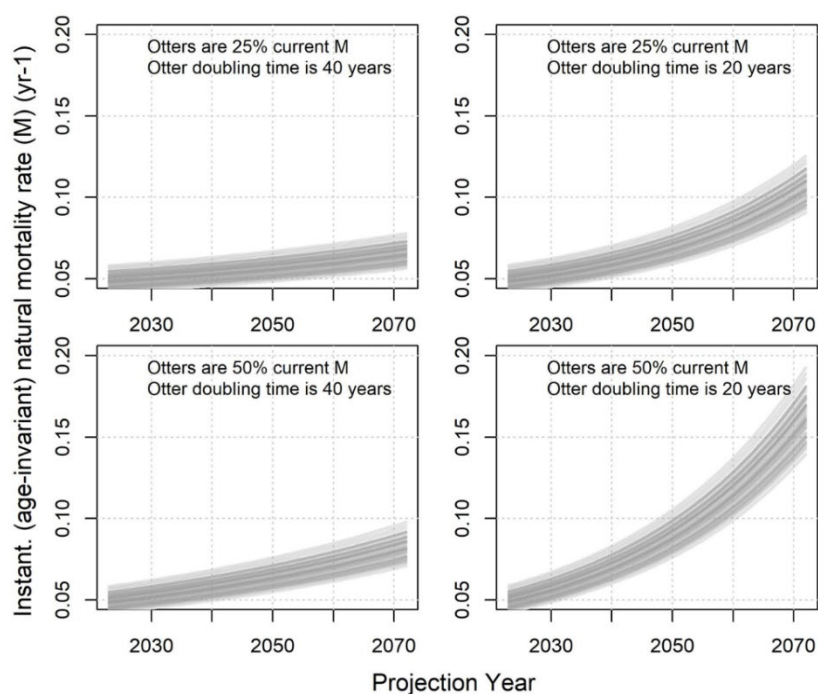 Instant. (age-invariant) natural mortality rate (M) (yr-1)
Otters are 25% current M
Otter doubling time is 40 years
0.20
0.15
0.10
0.05
2030
2050
2070
Otters are 25% current M
Otter doubling time is 20 years
0.20
0.15
0.10
0.05
2030
2050
2070
Otters are 50% current M
Otter doubling time is 40 years
0.20
0.15
0.10
0.05
2030
2050
2070
Otters are 50% current M
Otter doubling time is 20 years
0.20
0.15
0.10
0.05
2030
2050
2070
Projection Year